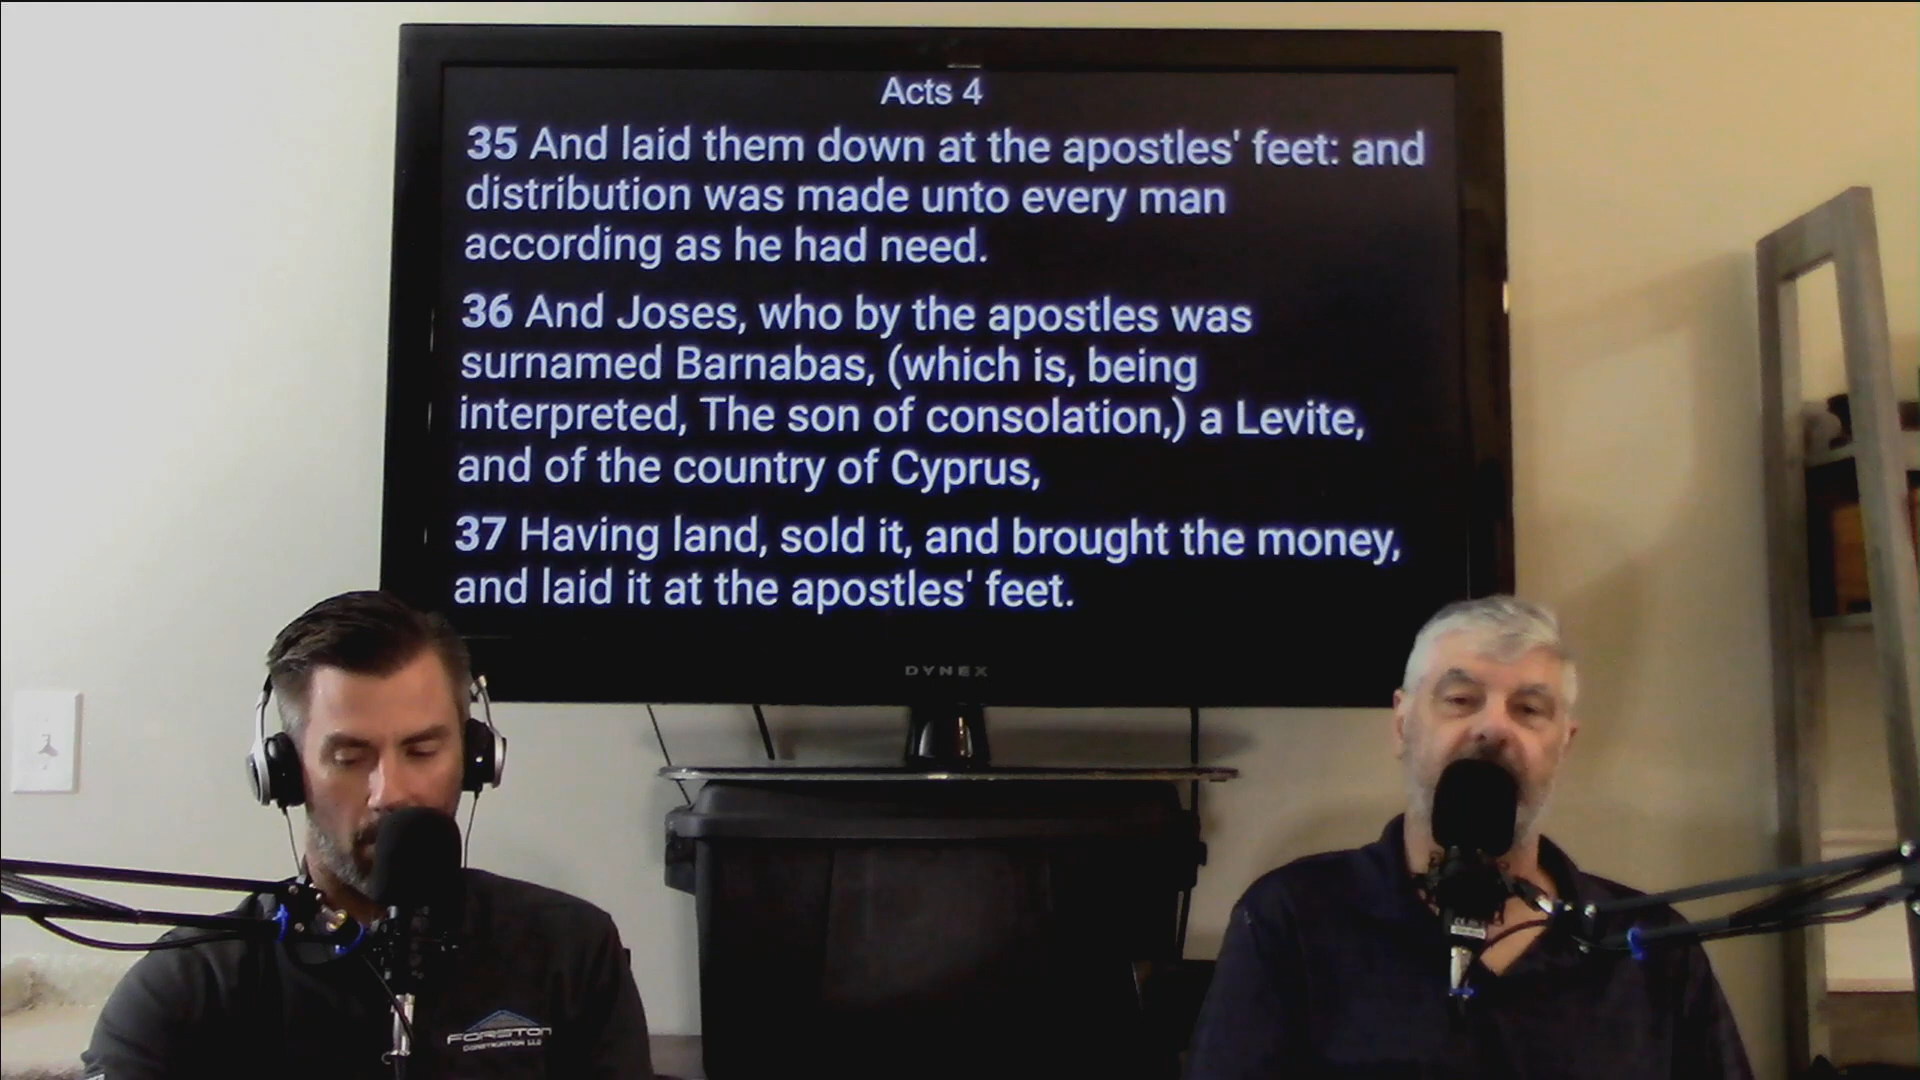 Acts 4
35 And laid them down at the apostles' feet: and
distribution was made unto every man
according as he had need.
36 And Joses, who by the apostles was
surnamed Barnabas, (which is, being
interpreted, The son of consolation,) a Levite,
and of the country of Cyprus,
37 Having land, sold it, and brought the money,
and laid it at the apostles' feet.
DYNEX
FORSTON
CONSTRUCTION LLC